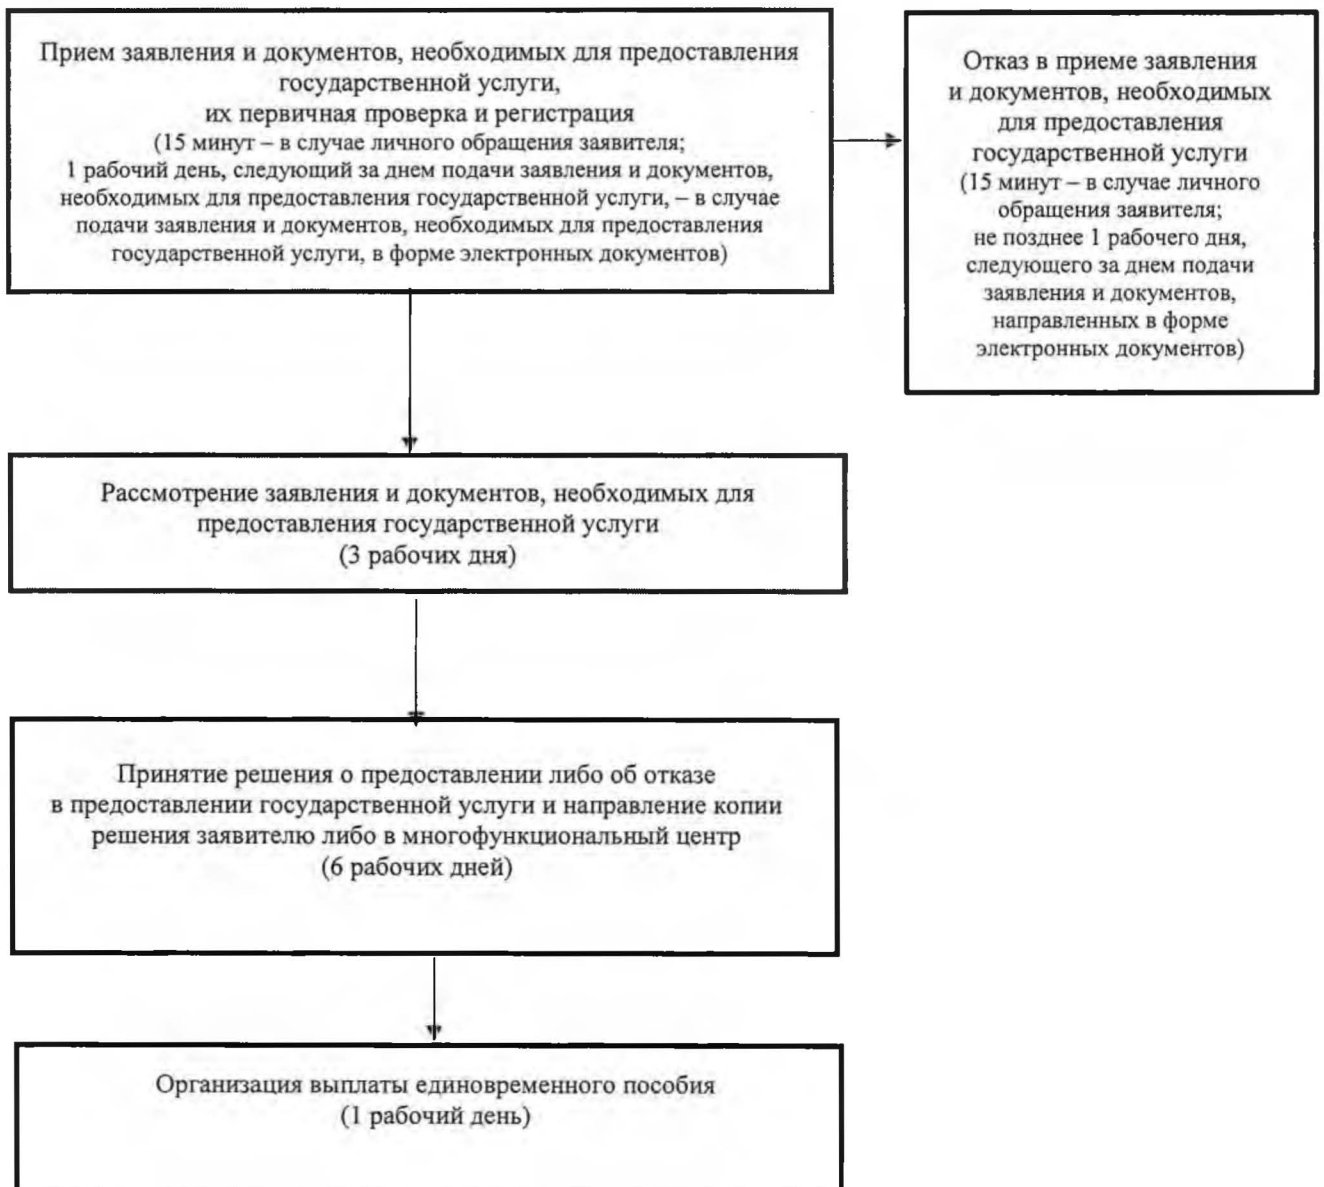 Прием заявления и документов, необходимых для предоставления
государственной услуги,
их первичная проверка и регистрация
(15 минут – в случае личного обращения заявителя;
1 рабочий день, следующий за днем подачи заявления и документов,
необходимых для предоставления государственной услуги, – в случае
подачи заявления и документов, необходимых для предоставления
государственной услуги, в форме электронных документов)
Отказ в приеме заявления
и документов, необходимых
для предоставления
государственной услуги
(15 минут – в случае личного
обращения заявителя;
не позднее 1 рабочего дня,
следующего за днем подачи
заявления и документов,
направленных в форме
электронных документов)
Рассмотрение заявления и документов, необходимых для
предоставления государственной услуги
(3 рабочих дня)
Принятие решения о предоставлении либо об отказе
в предоставлении государственной услуги и направление копии
решения заявителю либо в многофункциональный центр
(6 рабочих дней)
Организация выплаты единовременного пособия
(1 рабочий день)